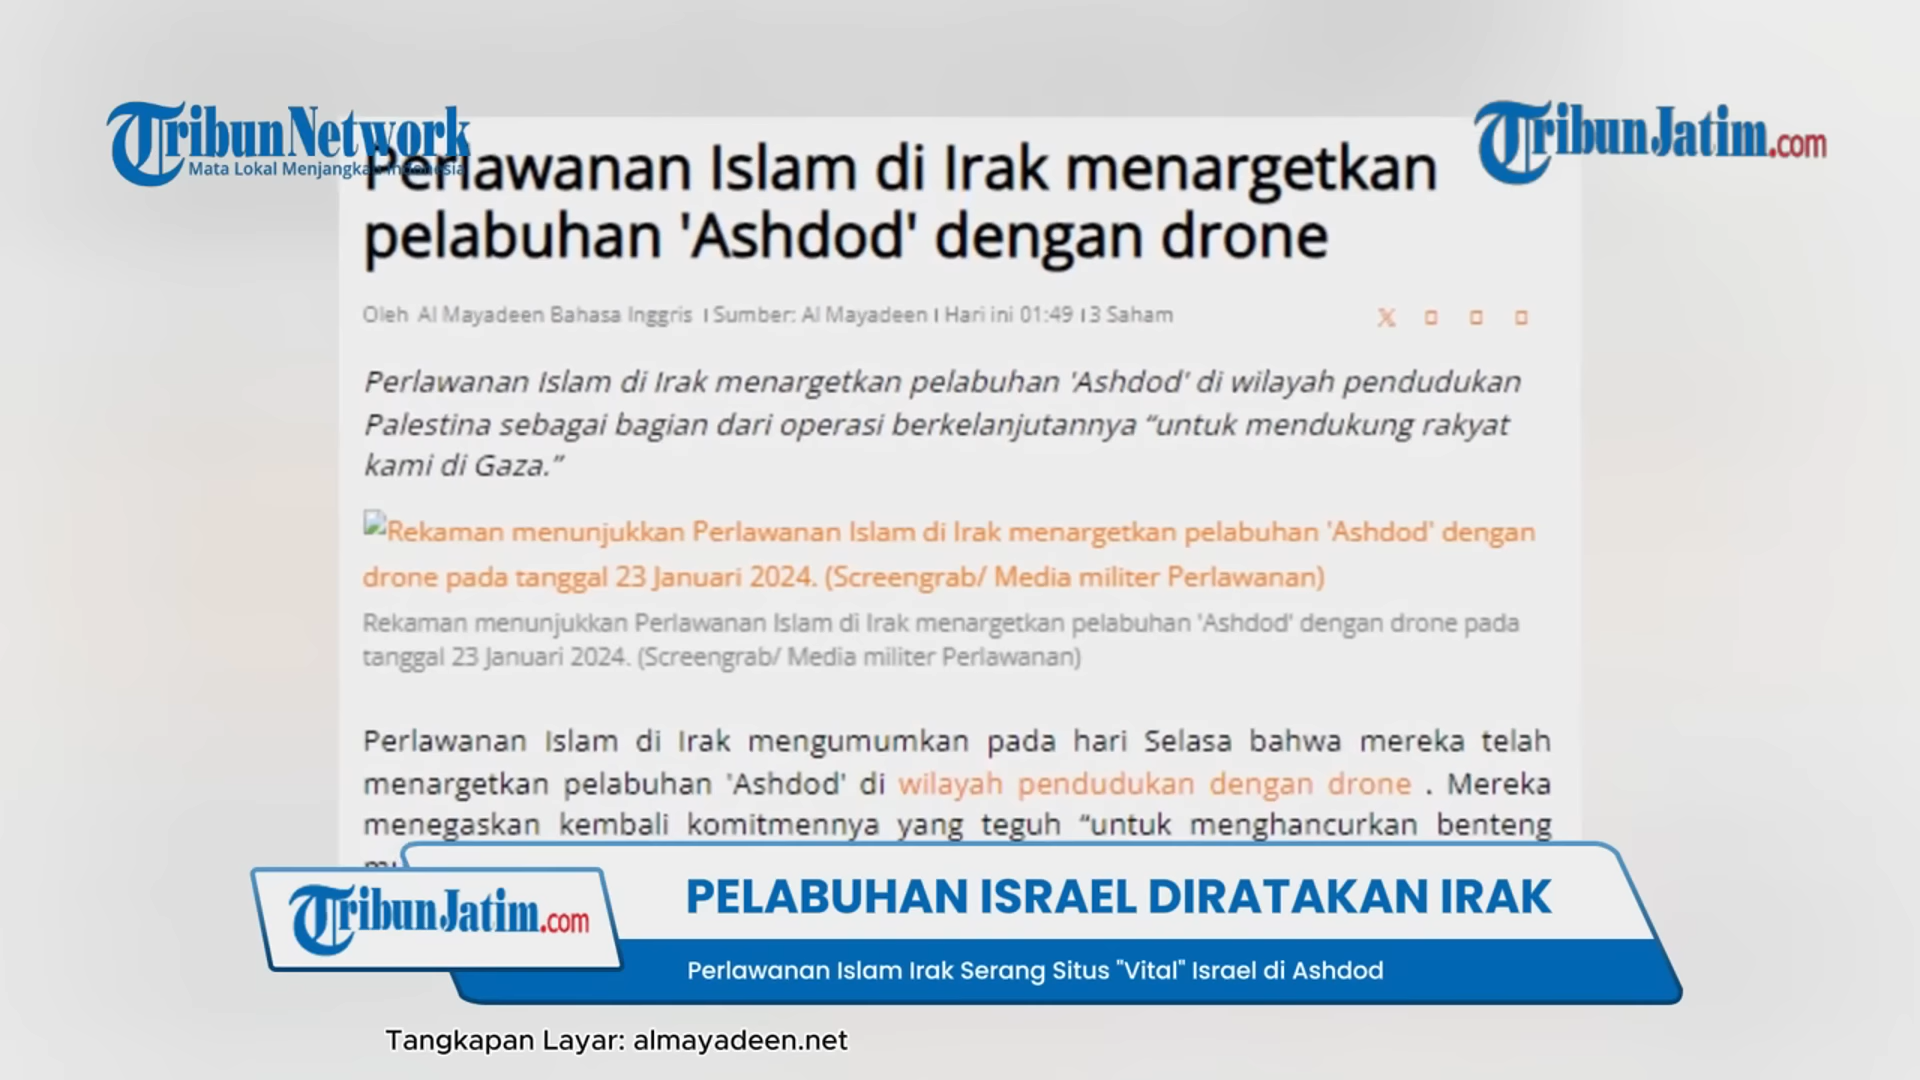 TribunNetwork
Mata Lokal Menjangkau Indonesia
TribunJatim.com
Perlawanan Islam di Irak menargetkan
pelabuhan 'Ashdod' dengan drone
Oleh Al Mayadeen Bahasa Inggris I Sumber: Al Mayadeen I Hari ini 01:49 I 3 Saham
Perlawanan Islam di Irak menargetkan pelabuhan 'Ashdod' di wilayah pendudukan
Palestina sebagai bagian dari operasi berkelanjutannya “untuk mendukung rakyat
kami di Gaza.”
Rekaman menunjukkan Perlawanan Islam di Irak menargetkan pelabuhan 'Ashdod' dengan
drone pada tanggal 23 Januari 2024. (Screengrab/ Media militer Perlawanan)
Rekaman menunjukkan Perlawanan Islam di Irak menargetkan pelabuhan 'Ashdod' dengan drone pada
tanggal 23 Januari 2024. (Screengrab/ Media militer Perlawanan)
Perlawanan Islam di Irak mengumumkan pada hari Selasa bahwa mereka telah
menargetkan pelabuhan 'Ashdod' di wilayah pendudukan dengan drone . Mereka
menegaskan kembali komitmennya yang teguh “untuk menghancurkan benteng
TribunJatim.com
PELABUHAN ISRAEL DIRATAKAN IRAK
Perlawanan Islam Irak Serang Situs "Vital" Israel di Ashdod
Tangkapan Layar: almayadeen.net